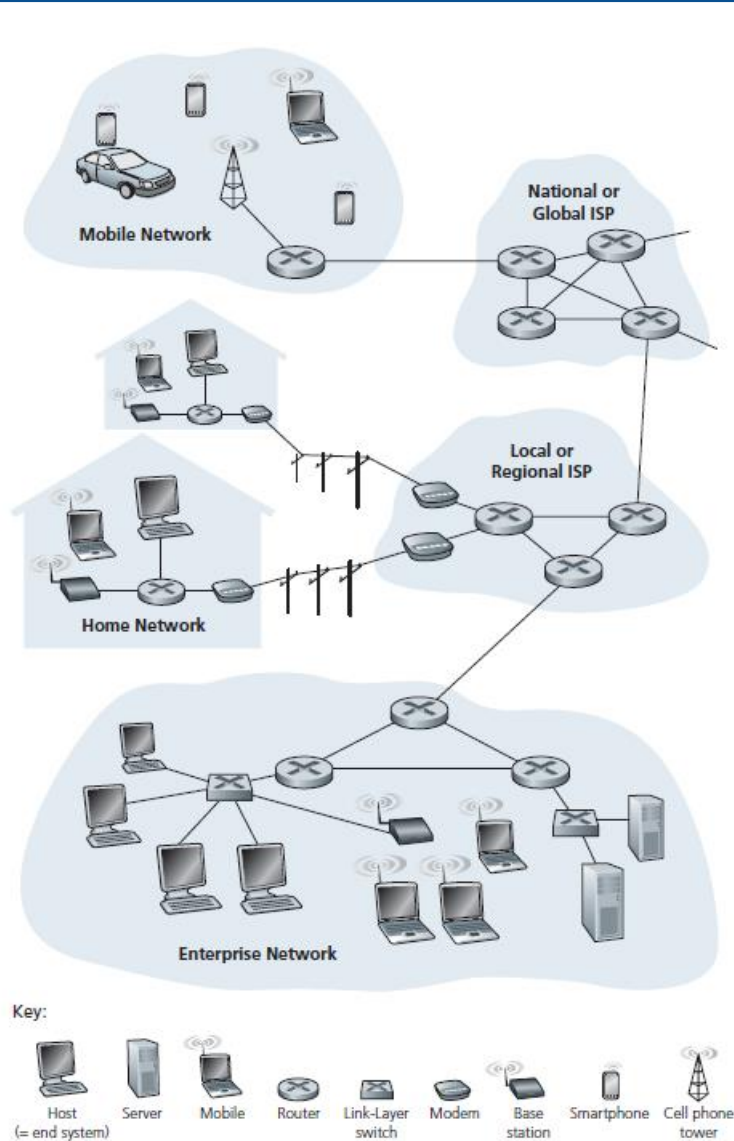 Mobile Network
National or
Global ISP
Local or
Regional ISP
Home Network
Enterprise Network
Key:
Host
(= end system)
Server
Mobile
Router
Link-Layer
switch
Modem
Base
station
Smartphone
Cell phone
tower